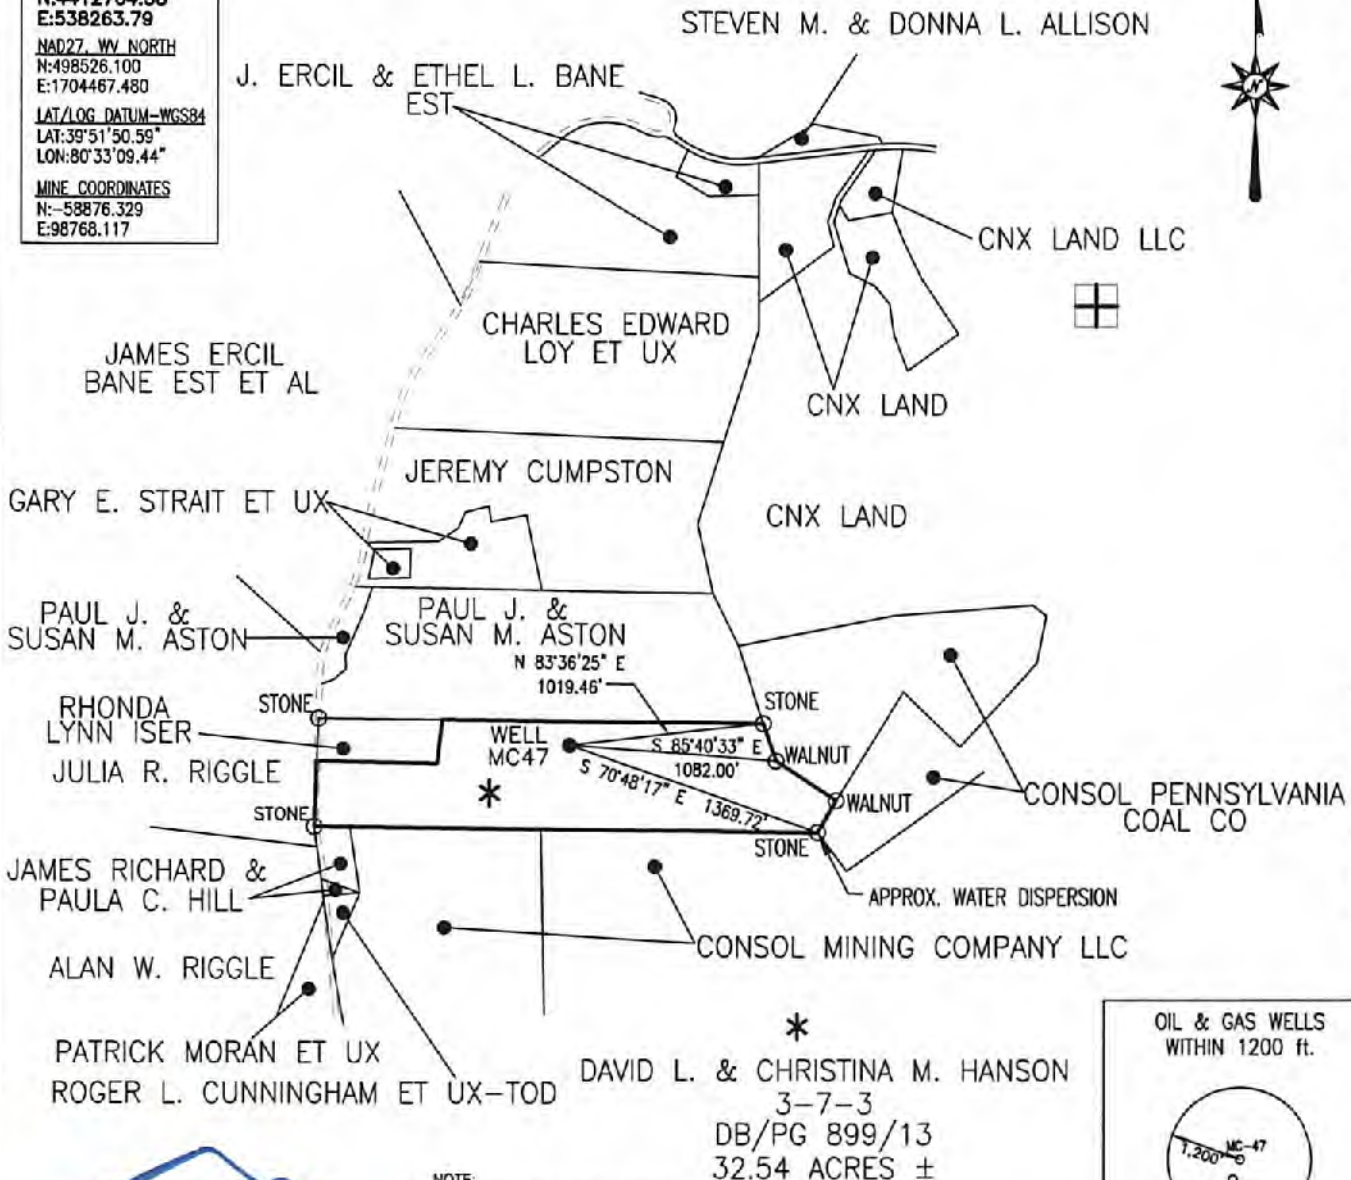 E:538263.79
NAD27, WV NORTH
N:498526.100
E:1704467.480
LAT/LOG DATUM-WGS84
LAT:39°51'50.59"
LON:80°33'09.44"
MINE COORDINATES
N:-58876.329
E:98768.117
STEVEN M. & DONNA L. ALLISON
J. ERCIL & ETHEL L. BANE
EST
N
CNX LAND LLC
CHARLES EDWARD
LOY ET UX
JAMES ERCIL
BANE EST ET AL
CNX LAND
JEREMY CUMPSTON
GARY E. STRAIT ET UX
CNX LAND
PAUL J. &
SUSAN M. ASTON
PAUL J. &
SUSAN M. ASTON
N 83°36'25" E
1019.46'
STONE
STONE
RHONDA
LYNN ISER
WELL
MC47
S 85°40'33" E
1082.00'
WALNUT
JULIA R. RIGGLE
S 70°48'17" E 1369.72'
*
WALNUT
CONSOL PENNSYLVANIA
COAL CO
STONE
STONE
JAMES RICHARD &
PAULA C. HILL
APPROX. WATER DISPERSION
CONSOL MINING COMPANY LLC
ALAN W. RIGGLE
PATRICK MORAN ET UX
ROGER L. CUNNINGHAM ET UX-TOD
*
DAVID L. & CHRISTINA M. HANSON
3-7-3
DB/PG 899/13
32.54 ACRES ±
OIL & GAS WELLS
WITHIN 1200 ft.
MC-47
1,200'
NOTE: